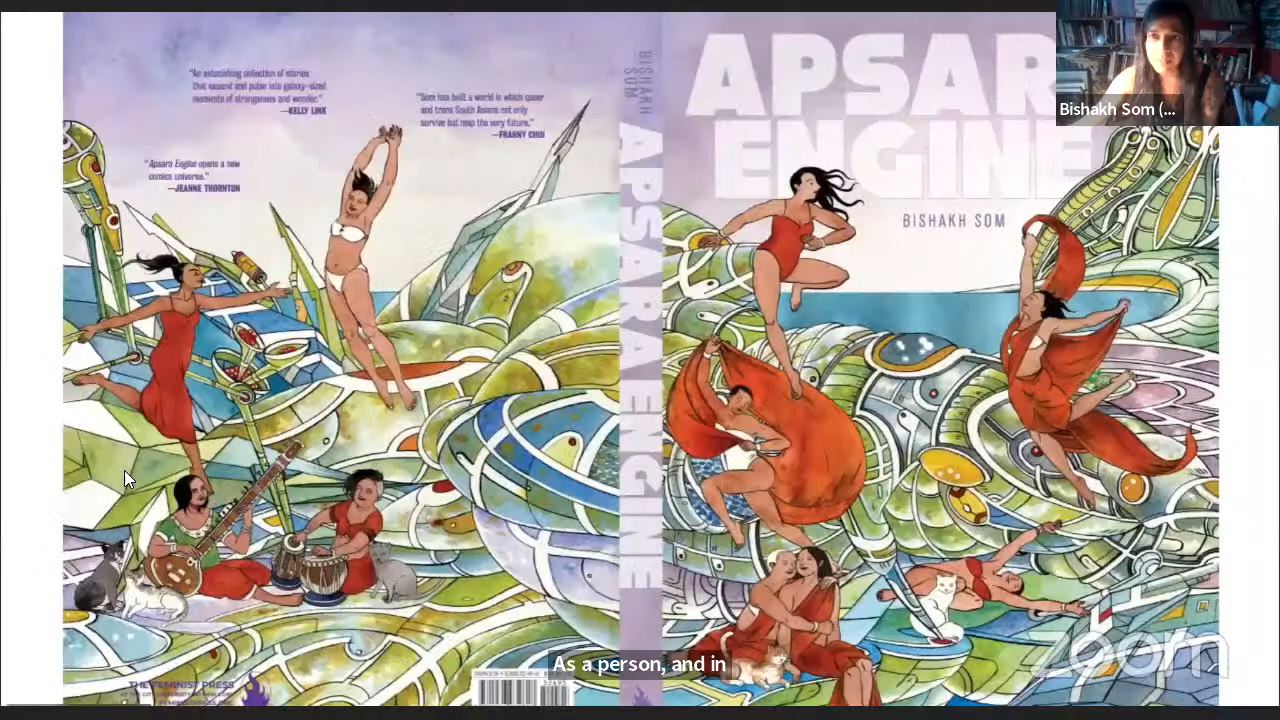 "An astonishing collection of stories
that expand and pulse into galaxy-sized
moments of strangeness and wonder."
—KELLY LINK
"Som has built a world in which queer
and trans South Asians not only
survive but map the very future."
—FRANNY CHOI
"Apsara Engine opens a new
comics universe."
—JEANNE THORNTON
BISHAKH
SOM
APSARA ENGINE
APSAR
ENGINE
BISHAKH SOM
Bishakh Som (...
THE FEMINIST PRESS
As a person, and in
zoom